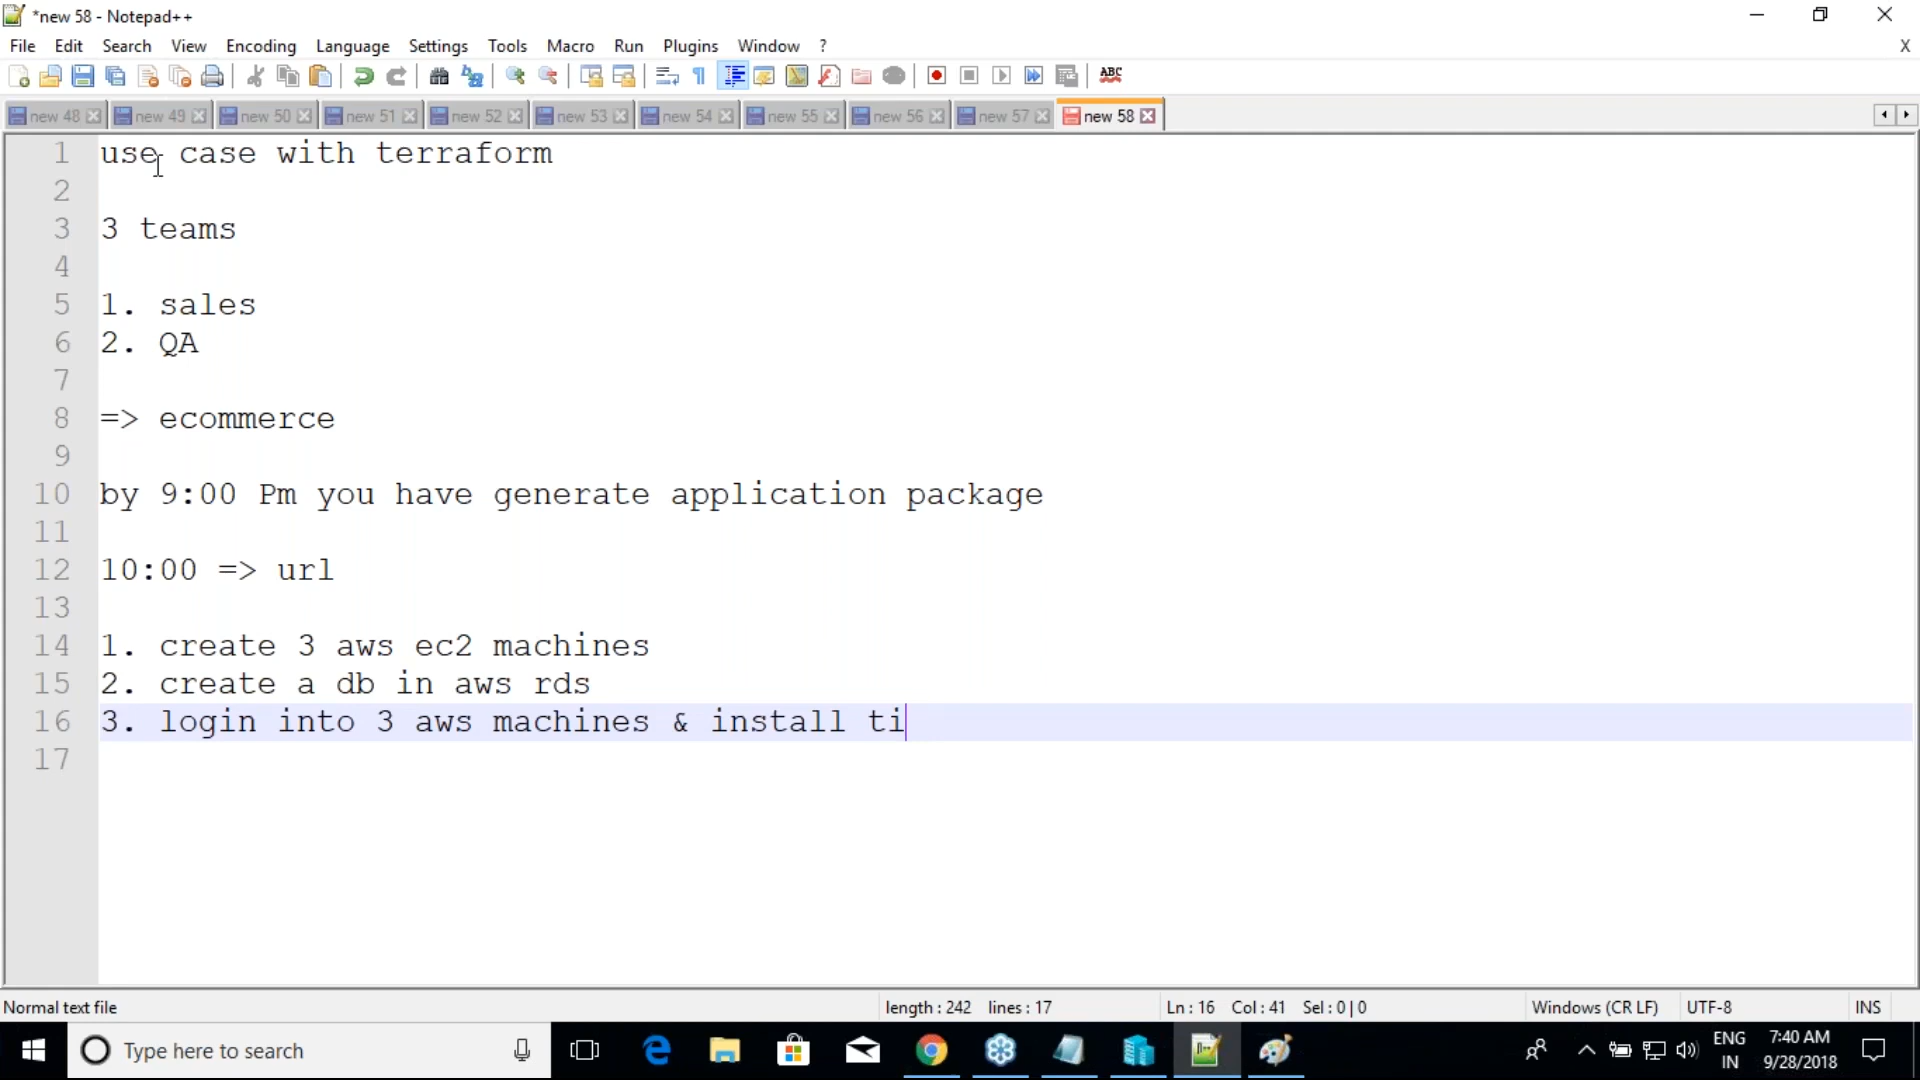 *new 58 - Notepad++
File Edit Search View Encoding Language Settings Tools Macro Run Plugins Window ? X
ABC
new 48 new 49 new 50 new 51 new 52 new 53 new 54 new 55 new 56 new 57 new 58
1 use case with terraform
2
3 3 teams
4
5 1. sales
6 2. QA
7
8 => ecommerce
9
10 by 9:00 Pm you have generate application package
11
12 10:00 => url
13
14 1. create 3 aws ec2 machines
15 2. create a db in aws rds
16 3. login into 3 aws machines & install ti
17
Normal text file length : 242 lines : 17 Ln : 16 Col : 41 Sel : 0 | 0 Windows (CR LF) UTF-8 INS
Type here to search
ENG 7:40 AM
IN 9/28/2018